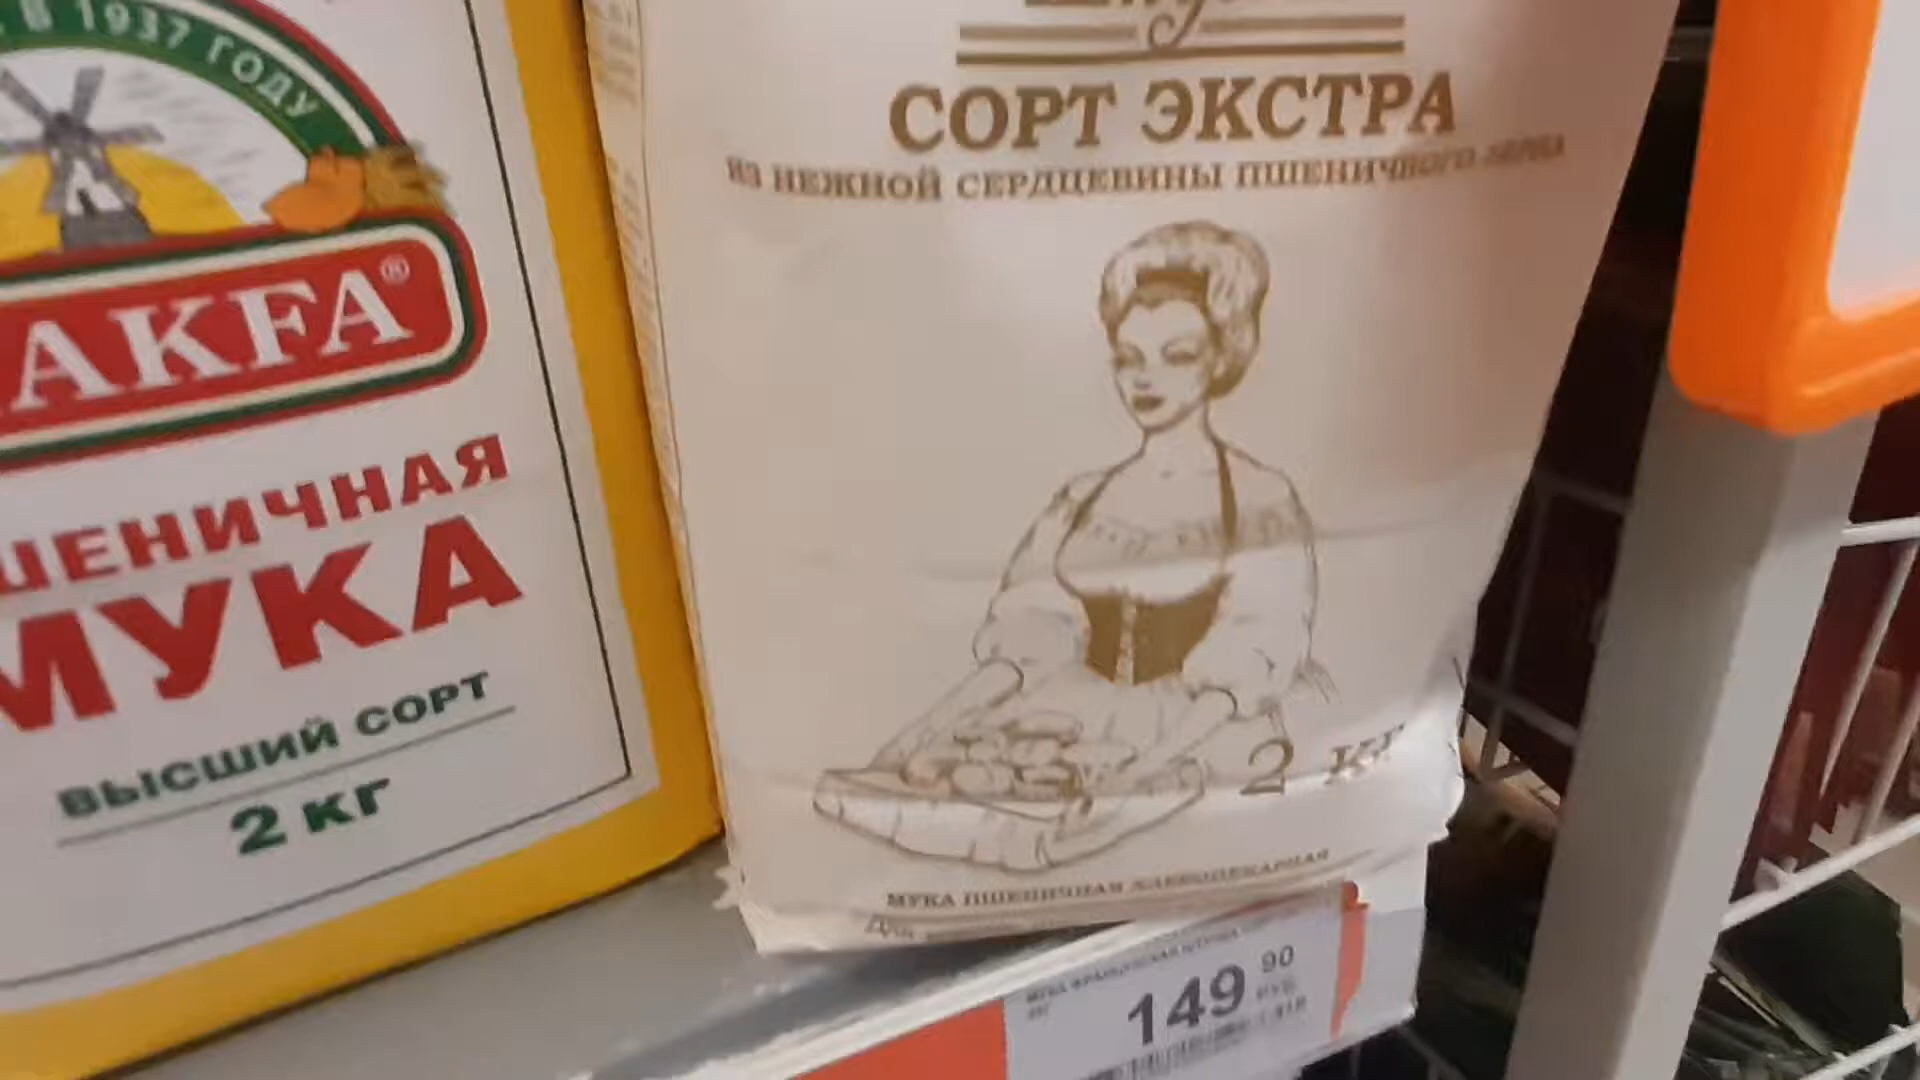 В 1937 ГОДУ
AKFA®
ШЕНИЧНАЯ
МУКА
ВЫСШИЙ СОРТ
2 кг
СОРТ ЭКСТРА
ИЗ НЕЖНОЙ СЕРДЦЕВИНЫ ПШЕНИЧНОГО ЗЕРНА
2 кг
МУКА ПШЕНИЧНАЯ ХЛЕБОПЕКАРНАЯ
Для
149 90
РУБ